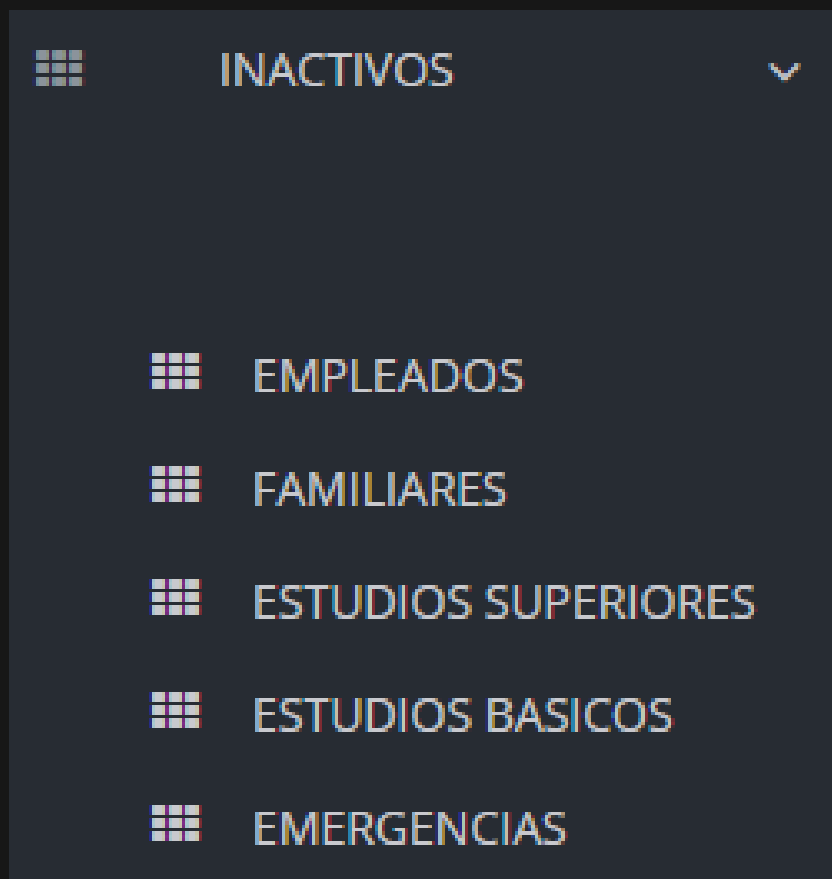 INACTIVOS
EMPLEADOS
FAMILIARES
ESTUDIOS SUPERIORES
ESTUDIOS BASICOS
EMERGENCIAS